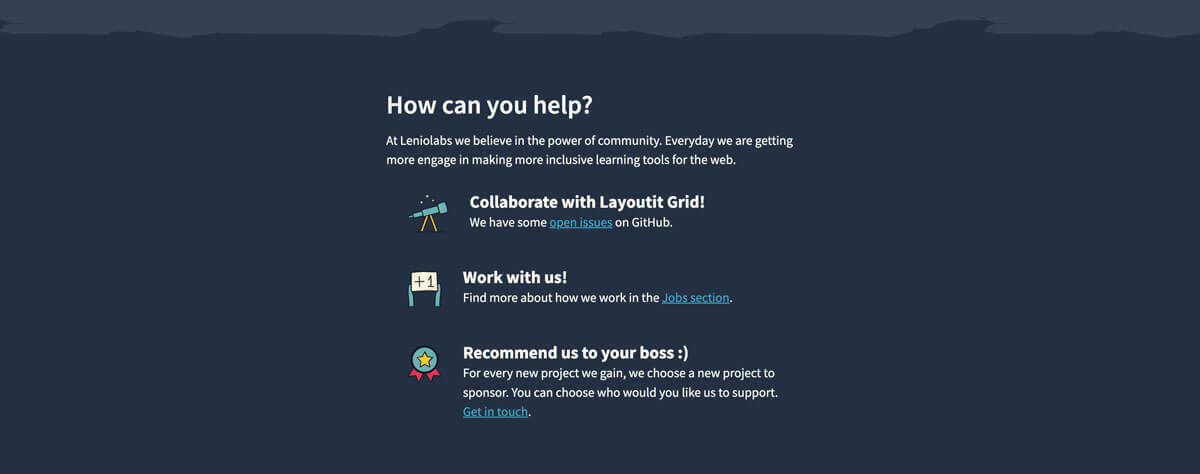 How can you help?
At Leniolabs we believe in the power of community. Everyday we are getting
more engage in making more inclusive learning tools for the web.
Collaborate with Layoutit Grid!
We have some open issues on GitHub.
+1
Work with us!
Find more about how we work in the Jobs section.
Recommend us to your boss :)
For every new project we gain, we choose a new project to
sponsor. You can choose who would you like us to support.
Get in touch.